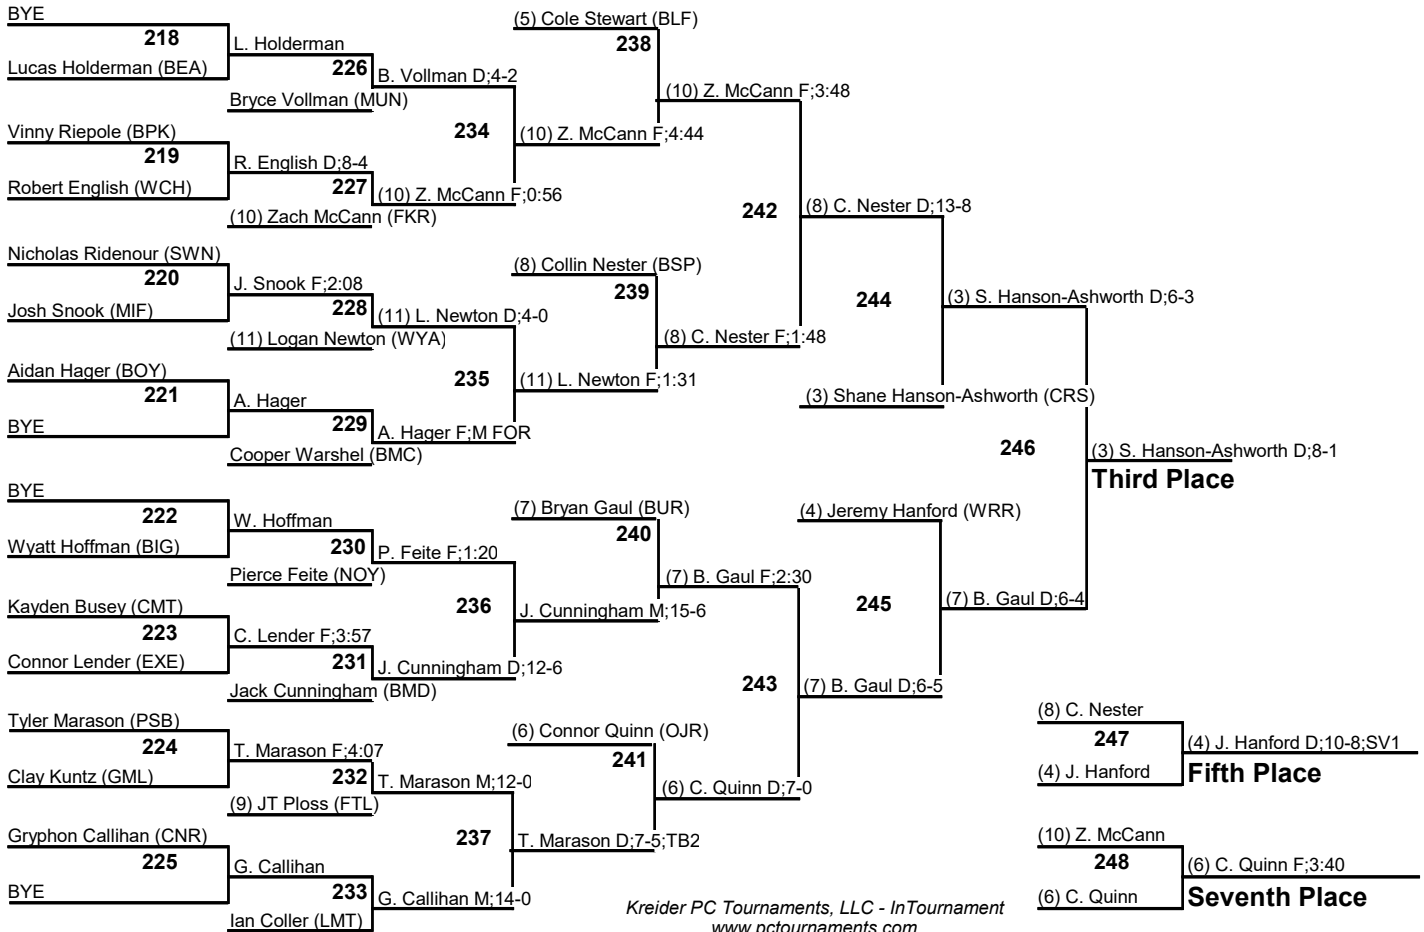 BYE
218
Lucas Holderman (BEA)
L. Holderman
226
Bryce Vollman (MUN)
B. Vollman D;4-2
Vinny Riepole (BPK)
219
Robert English (WCH)
R. English D;8-4
227
(10) Zach McCann (FKR)
(10) Z. McCann F;0:56
234
(10) Z. McCann F;4:44
(5) Cole Stewart (BLF)
238
(10) Z. McCann F;3:48
Nicholas Ridenour (SWN)
220
Josh Snook (MIF)
J. Snook F;2:08
228
(11) Logan Newton (WYA)
(11) L. Newton D;4-0
Aidan Hager (BOY)
221
BYE
A. Hager
229
Cooper Warshel (BMC)
A. Hager F;M FOR
235
(11) L. Newton F;1:31
(8) Collin Nester (BSP)
239
(8) C. Nester F;1:48
242
(8) C. Nester D;13-8
244
(3) Shane Hanson-Ashworth (CRS)
(3) S. Hanson-Ashworth D;6-3
BYE
222
Wyatt Hoffman (BIG)
W. Hoffman
230
Pierce Feite (NOY)
P. Feite F;1:20
Kayden Busey (CMT)
223
Connor Lender (EXE)
C. Lender F;3:57
231
Jack Cunningham (BMD)
J. Cunningham D;12-6
236
J. Cunningham M;15-6
(7) Bryan Gaul (BUR)
240
(7) B. Gaul F;2:30
Tyler Marason (PSB)
224
Clay Kuntz (GML)
T. Marason F;4:07
232
(9) JT Ploss (FTL)
T. Marason M;12-0
Gryphon Callihan (CNR)
225
BYE
G. Callihan
233
Ian Coller (LMT)
G. Callihan M;14-0
237
T. Marason D;7-5;TB2
(6) Connor Quinn (OJR)
241
(6) C. Quinn D;7-0
243
(7) B. Gaul D;6-5
(4) Jeremy Hanford (WRR)
245
(7) B. Gaul D;6-4
246
(3) S. Hanson-Ashworth D;8-1
Third Place
(8) C. Nester
247
(4) J. Hanford
(4) J. Hanford D;10-8;SV1
Fifth Place
(10) Z. McCann
248
(6) C. Quinn
(6) C. Quinn F;3:40
Seventh Place
Kreider PC Tournaments, LLC - InTournament
www.pctournaments.com